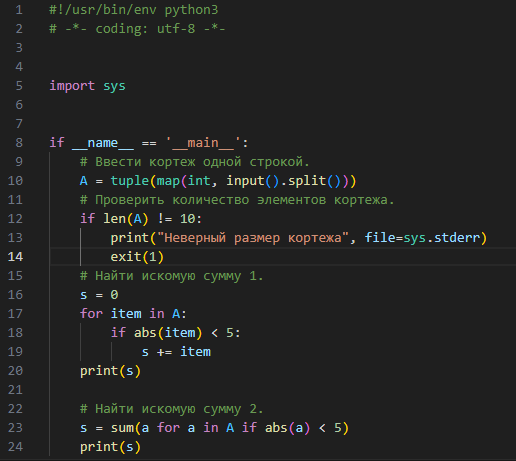 1 #!/usr/bin/env python3
2 # -*- coding: utf-8 -*-
3
4
5 import sys
6
7
8 if __name__ == '__main__':
9     # Ввести кортеж одной строкой.
10     A = tuple(map(int, input().split()))
11     # Проверить количество элементов кортежа.
12     if len(A) != 10:
13         print("Неверный размер кортежа", file=sys.stderr)
14         exit(1)
15     # Найти искомую сумму 1.
16     s = 0
17     for item in A:
18         if abs(item) < 5:
19             s += item
20     print(s)
21
22     # Найти искомую сумму 2.
23     s = sum(a for a in A if abs(a) < 5)
24     print(s)